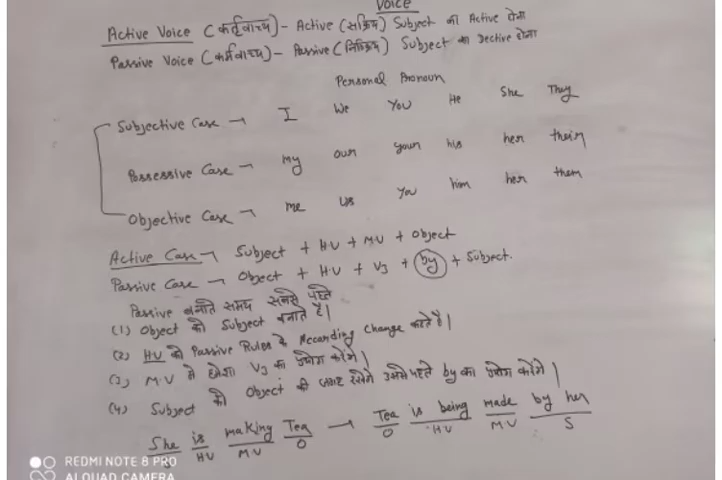 Voice
Active Voice (कर्तृवाच्य) - Active (सक्रिय) Subject का Active होना
Passive Voice (कर्मवाच्य) - Passive (निष्क्रिय) Subject का Dective होना
Personal Pronoun
Subjective Case → I We You He She They
Possessive Case → my our your his her their
Objective Case → me us you him her them
Active Case → Subject + HV + MV + Object
Passive Case → Object + HV + V3 + by + Subject.
Passive बनाते समय सबसे पहले
(1) Object को Subject बनाते हैं।
(2) HV को Passive Rules के Accanding Change करते हैं।
(3) MV में हमेशा V3 का प्रयोग करेंगे।
(4) Subject को Object की जगह रखेंगे उससे पहले by का प्रयोग करेंगे।
She is making Tea → Tea is being made by her
HV MV O O HV MV S
REDMI NOTE 8 PRO
AI QUAD CAMERA